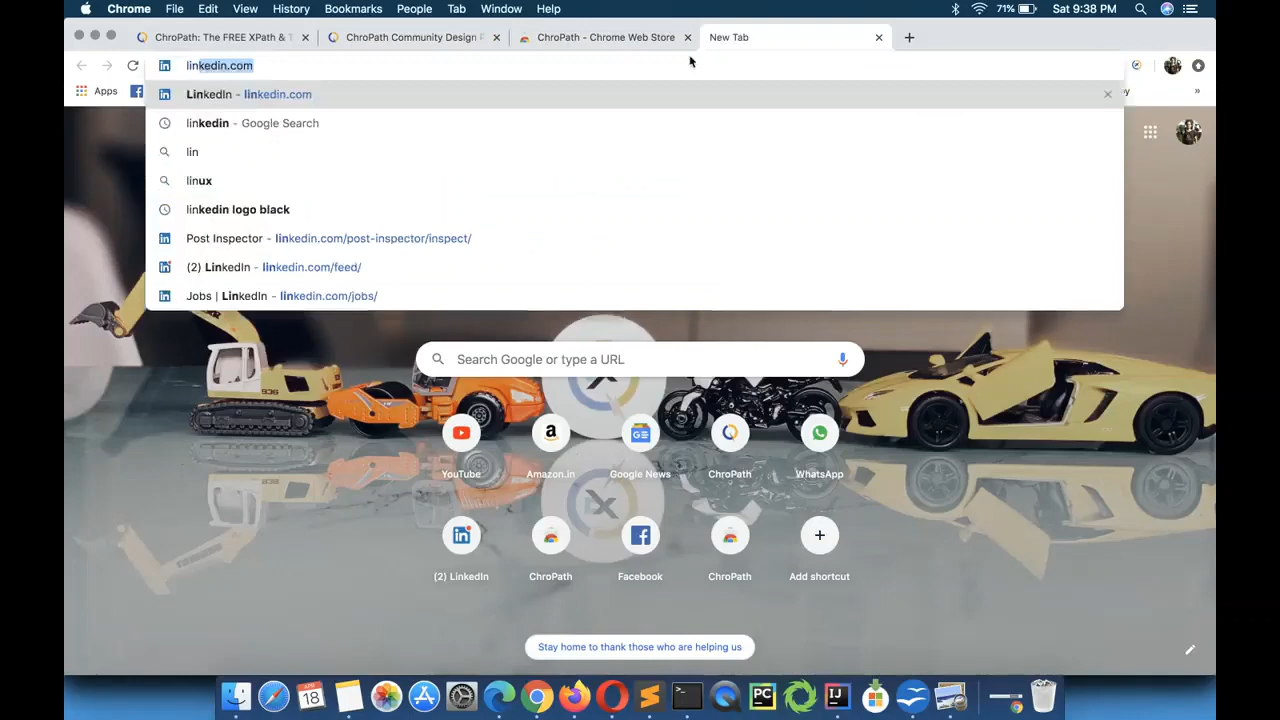 Chrome File Edit View History Bookmarks People Tab Window Help 71% Sat 9:38 PM
ChroPath: The FREE XPath & ChroPath Community Design ChroPath - Chrome Web Store New Tab
linkedin.com
Apps
LinkedIn - linkedin.com
linkedin - Google Search
lin
linux
linkedin logo black
Post Inspector - linkedin.com/post-inspector/inspect/
(2) LinkedIn - linkedin.com/feed/
Jobs | LinkedIn - linkedin.com/jobs/
Search Google or type a URL
YouTube Amazon.in Google News ChroPath WhatsApp
(2) LinkedIn ChroPath Facebook ChroPath Add shortcut
Stay home to thank those who are helping us
18
PC
IJ